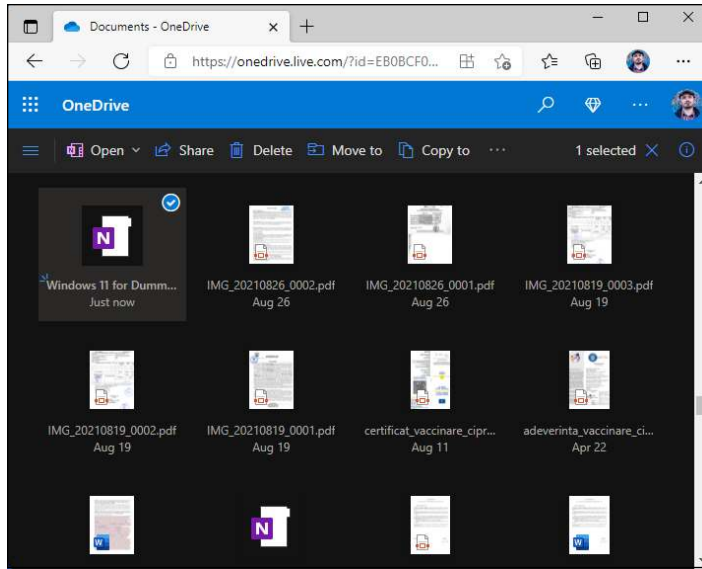 Documents - OneDrive
https://onedrive.live.com/?id=EB0BCF0...
OneDrive
Open Share Delete Move to Copy to ... 1 selected
N
Windows 11 for Dumm... IMG_20210826_0002.pdf IMG_20210826_0001.pdf IMG_20210819_0003.pdf
Just now Aug 26 Aug 26 Aug 19
IMG_20210819_0002.pdf IMG_20210819_0001.pdf certificat_vaccinare_cipr... adeverinta_vaccinare_ci...
Aug 19 Aug 19 Aug 11 Apr 22
W N W